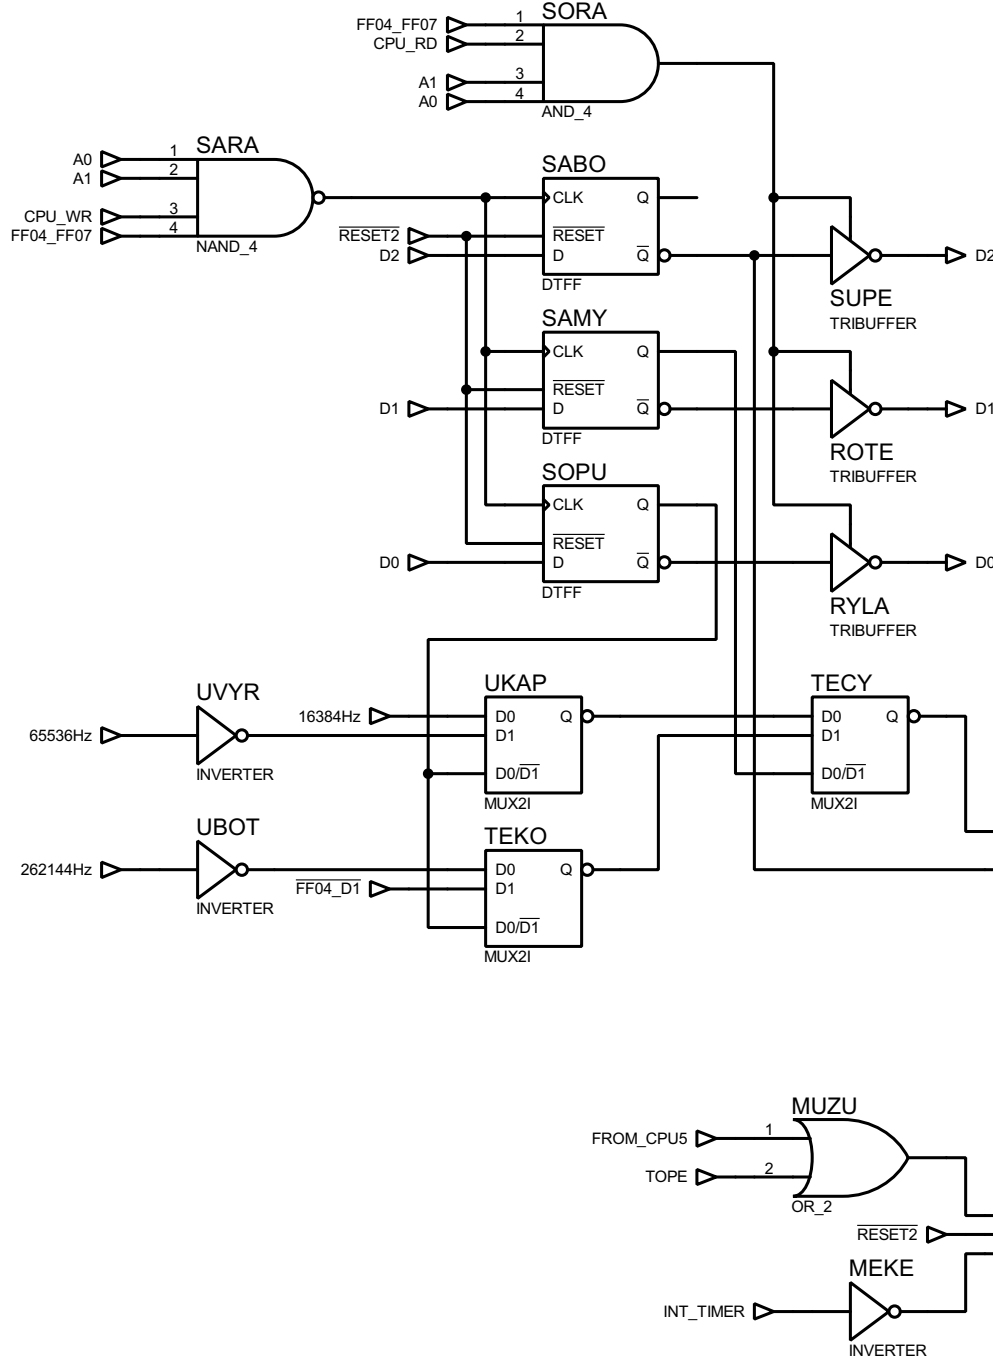 SORA
FF04_FF07 1
CPU_RD 2
A1 3
A0 4
AND_4
SARA
A0 1
A1 2
CPU_WR 3
FF04_FF07 4
NAND_4
SABO
CLK Q
RESET2 RESET
D2 D Q D2
DTFF
SUPE
TRIBUFFER
SAMY
CLK Q
RESET
D1 D Q D1
DTFF
ROTE
TRIBUFFER
SOPU
CLK Q
RESET
D0 D Q D0
DTFF
RYLA
TRIBUFFER
UVYR
65536Hz
INVERTER
UKAP
16384Hz D0 Q
D1
D0/D1
MUX2I
TECY
D0 Q
D1
D0/D1
MUX2I
UBOT
262144Hz
INVERTER
TEKO
D0 Q
FF04_D1 D1
D0/D1
MUX2I
MUZU
FROM_CPU5 1
TOPE 2
OR_2
RESET2
MEKE
INT_TIMER
INVERTER